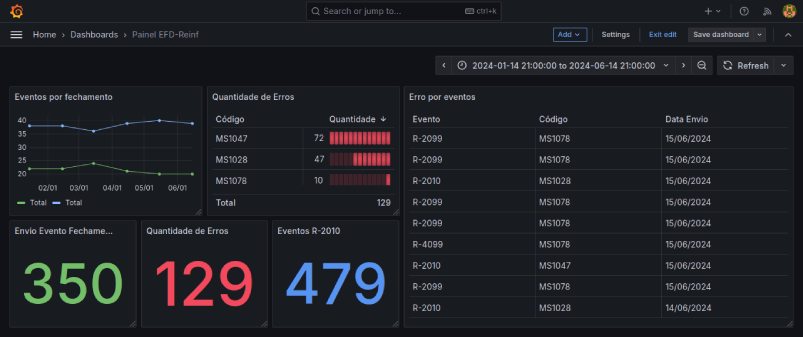 Search or jump to...
ctrl+k
Home › Dashboards › Painel EFD-Reinf
Add
Settings
Exit edit
Save dashboard
2024-01-14 21:00:00 to 2024-06-14 21:00:00
Refresh
Eventos por fechamento
40
35
30
25
20
02/01 03/01 04/01 05/01 06/01
Total Total
Quantidade de Erros
Código Quantidade ↓
MS1047 72
MS1028 47
MS1078 10
Total 129
Erro por eventos
Evento Código Data Envio
R-2099 MS1078 15/06/2024
R-2099 MS1078 15/06/2024
R-2010 MS1028 15/06/2024
R-2099 MS1078 15/06/2024
R-2099 MS1078 15/06/2024
R-4099 MS1078 15/06/2024
R-2010 MS1047 15/06/2024
R-2099 MS1078 15/06/2024
R-2010 MS1028 14/06/2024
Envio Evento Fechame...
350
Quantidade de Erros
129
Eventos R-2010
479